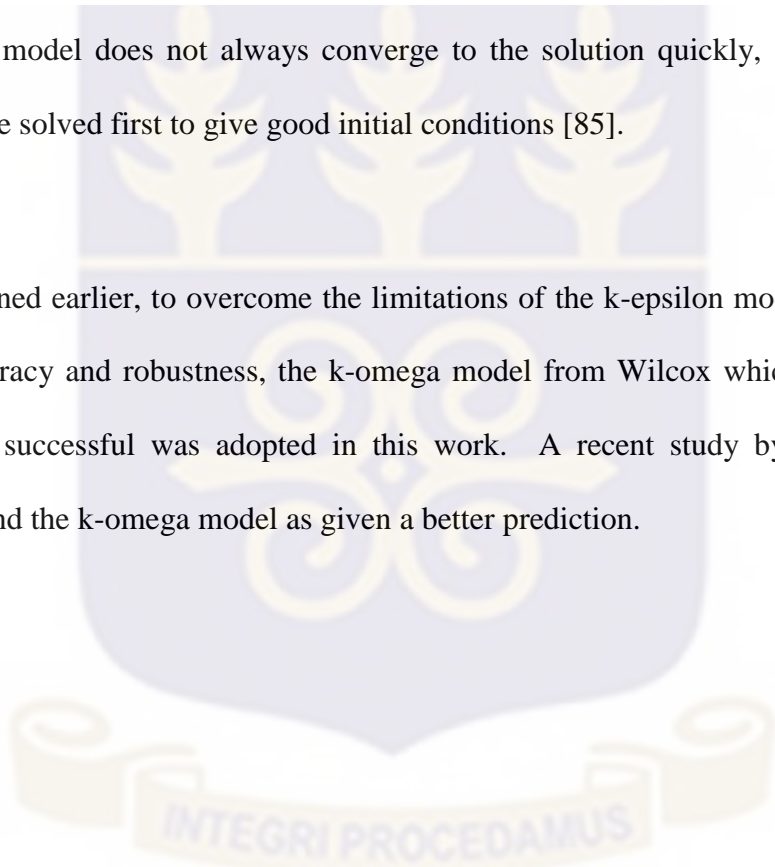 model does not always converge to the solution quickly,
e solved first to give good initial conditions [85].
ned earlier, to overcome the limitations of the k-epsilon mo
racy and robustness, the k-omega model from Wilcox whic
successful was adopted in this work. A recent study by
nd the k-omega model as given a better prediction.
INTEGRI PROCEDAMUS